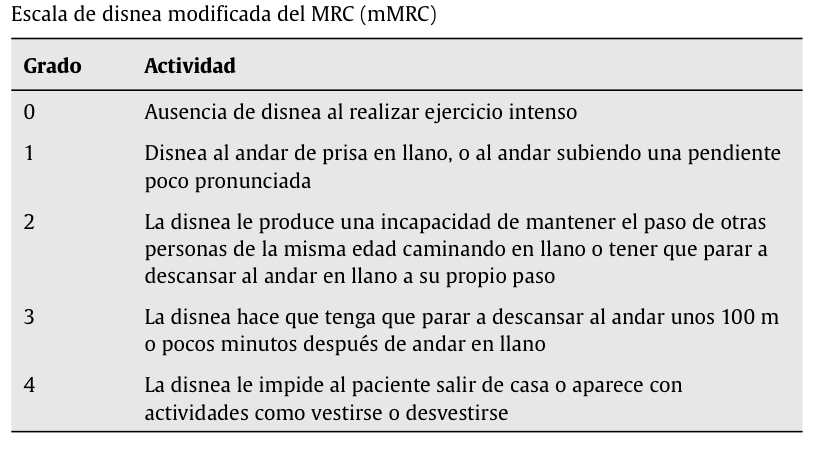 Escala de disnea modificada del MRC (mMRC)
Grado Actividad
0 Ausencia de disnea al realizar ejercicio intenso
1 Disnea al andar de prisa en llano, o al andar subiendo una pendiente
poco pronunciada
2 La disnea le produce una incapacidad de mantener el paso de otras
personas de la misma edad caminando en llano o tener que parar a
descansar al andar en llano a su propio paso
3 La disnea hace que tenga que parar a descansar al andar unos 100 m
o pocos minutos después de andar en llano
4 La disnea le impide al paciente salir de casa o aparece con
actividades como vestirse o desvestirse